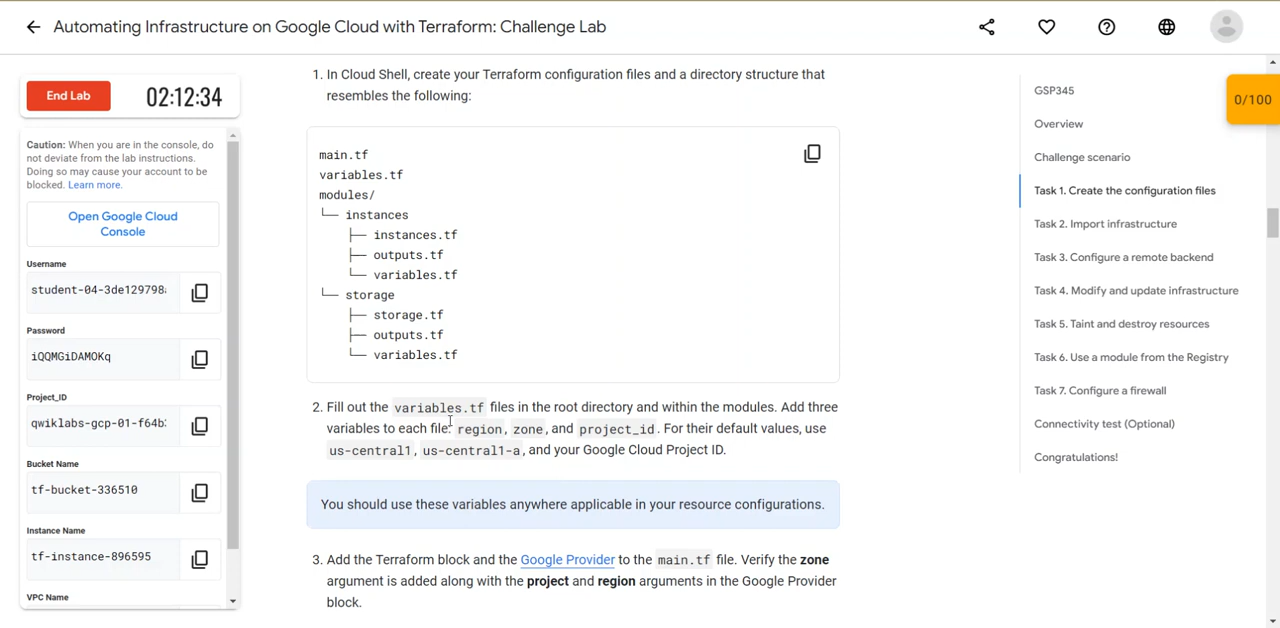 Automating Infrastructure on Google Cloud with Terraform: Challenge Lab
End Lab
02:12:34
Caution: When you are in the console, do
not deviate from the lab instructions.
Doing so may cause your account to be
blocked. Learn more.
Open Google Cloud
Console
Username
student-04-3de129798
Password
iQQMGiDAMOKq
Project_ID
qwiklabs-gcp-01-f64b
Bucket Name
tf-bucket-336510
Instance Name
tf-instance-896595
VPC Name
1. In Cloud Shell, create your Terraform configuration files and a directory structure that
resembles the following:
main.tf
variables.tf
modules/
└── instances
├── instances.tf
├── outputs.tf
└── variables.tf
└── storage
├── storage.tf
├── outputs.tf
└── variables.tf
2. Fill out the variables.tf files in the root directory and within the modules. Add three
variables to each file: region, zone, and project_id. For their default values, use
us-central1, us-central1-a, and your Google Cloud Project ID.
You should use these variables anywhere applicable in your resource configurations.
3. Add the Terraform block and the Google Provider to the main.tf file. Verify the zone
argument is added along with the project and region arguments in the Google Provider
block.
GSP345
Overview
Challenge scenario
Task 1. Create the configuration files
Task 2. Import infrastructure
Task 3. Configure a remote backend
Task 4. Modify and update infrastructure
Task 5. Taint and destroy resources
Task 6. Use a module from the Registry
Task 7. Configure a firewall
Connectivity test (Optional)
Congratulations!
0/100